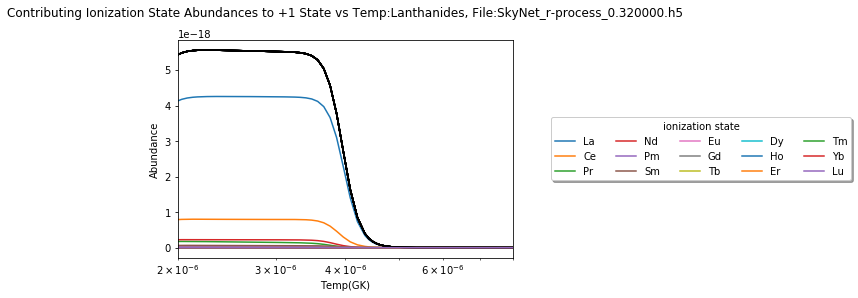 Contributing Ionization State Abundances to +1 State vs Temp:Lanthanides, File:SkyNet_r-process_0.320000.h5
1e−18
5
4
3
2
1
0
Abundance
2 × 10⁻⁶ 3 × 10⁻⁶ 4 × 10⁻⁶ 6 × 10⁻⁶
Temp(GK)
ionization state
La Nd Eu Dy Tm
Ce Pm Gd Ho Yb
Pr Sm Tb Er Lu